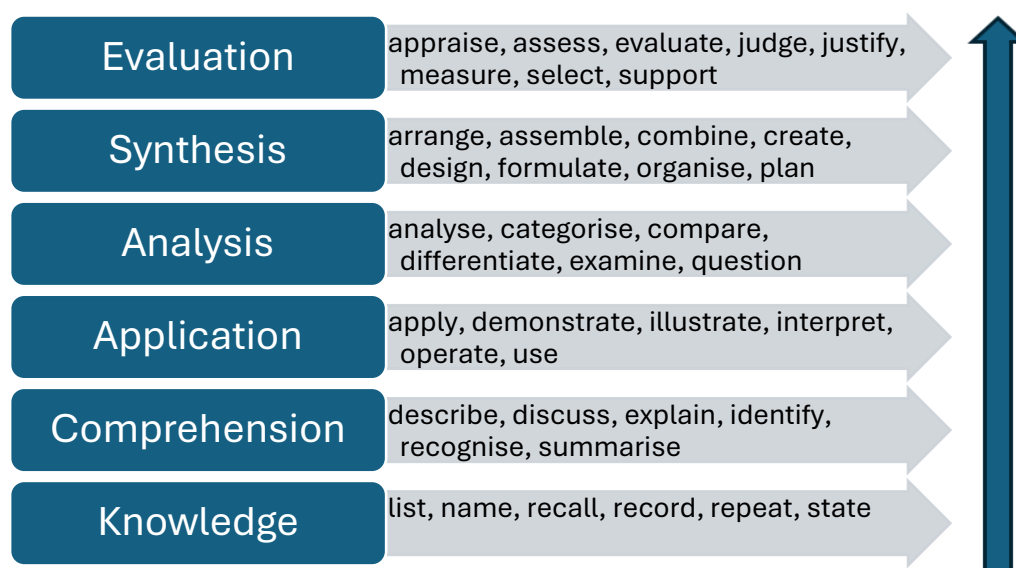 Evaluation
appraise, assess, evaluate, judge, justify,
measure, select, support
Synthesis
arrange, assemble, combine, create,
design, formulate, organise, plan
Analysis
analyse, categorise, compare,
differentiate, examine, question
Application
apply, demonstrate, illustrate, interpret,
operate, use
Comprehension
describe, discuss, explain, identify,
recognise, summarise
Knowledge
list, name, recall, record, repeat, state